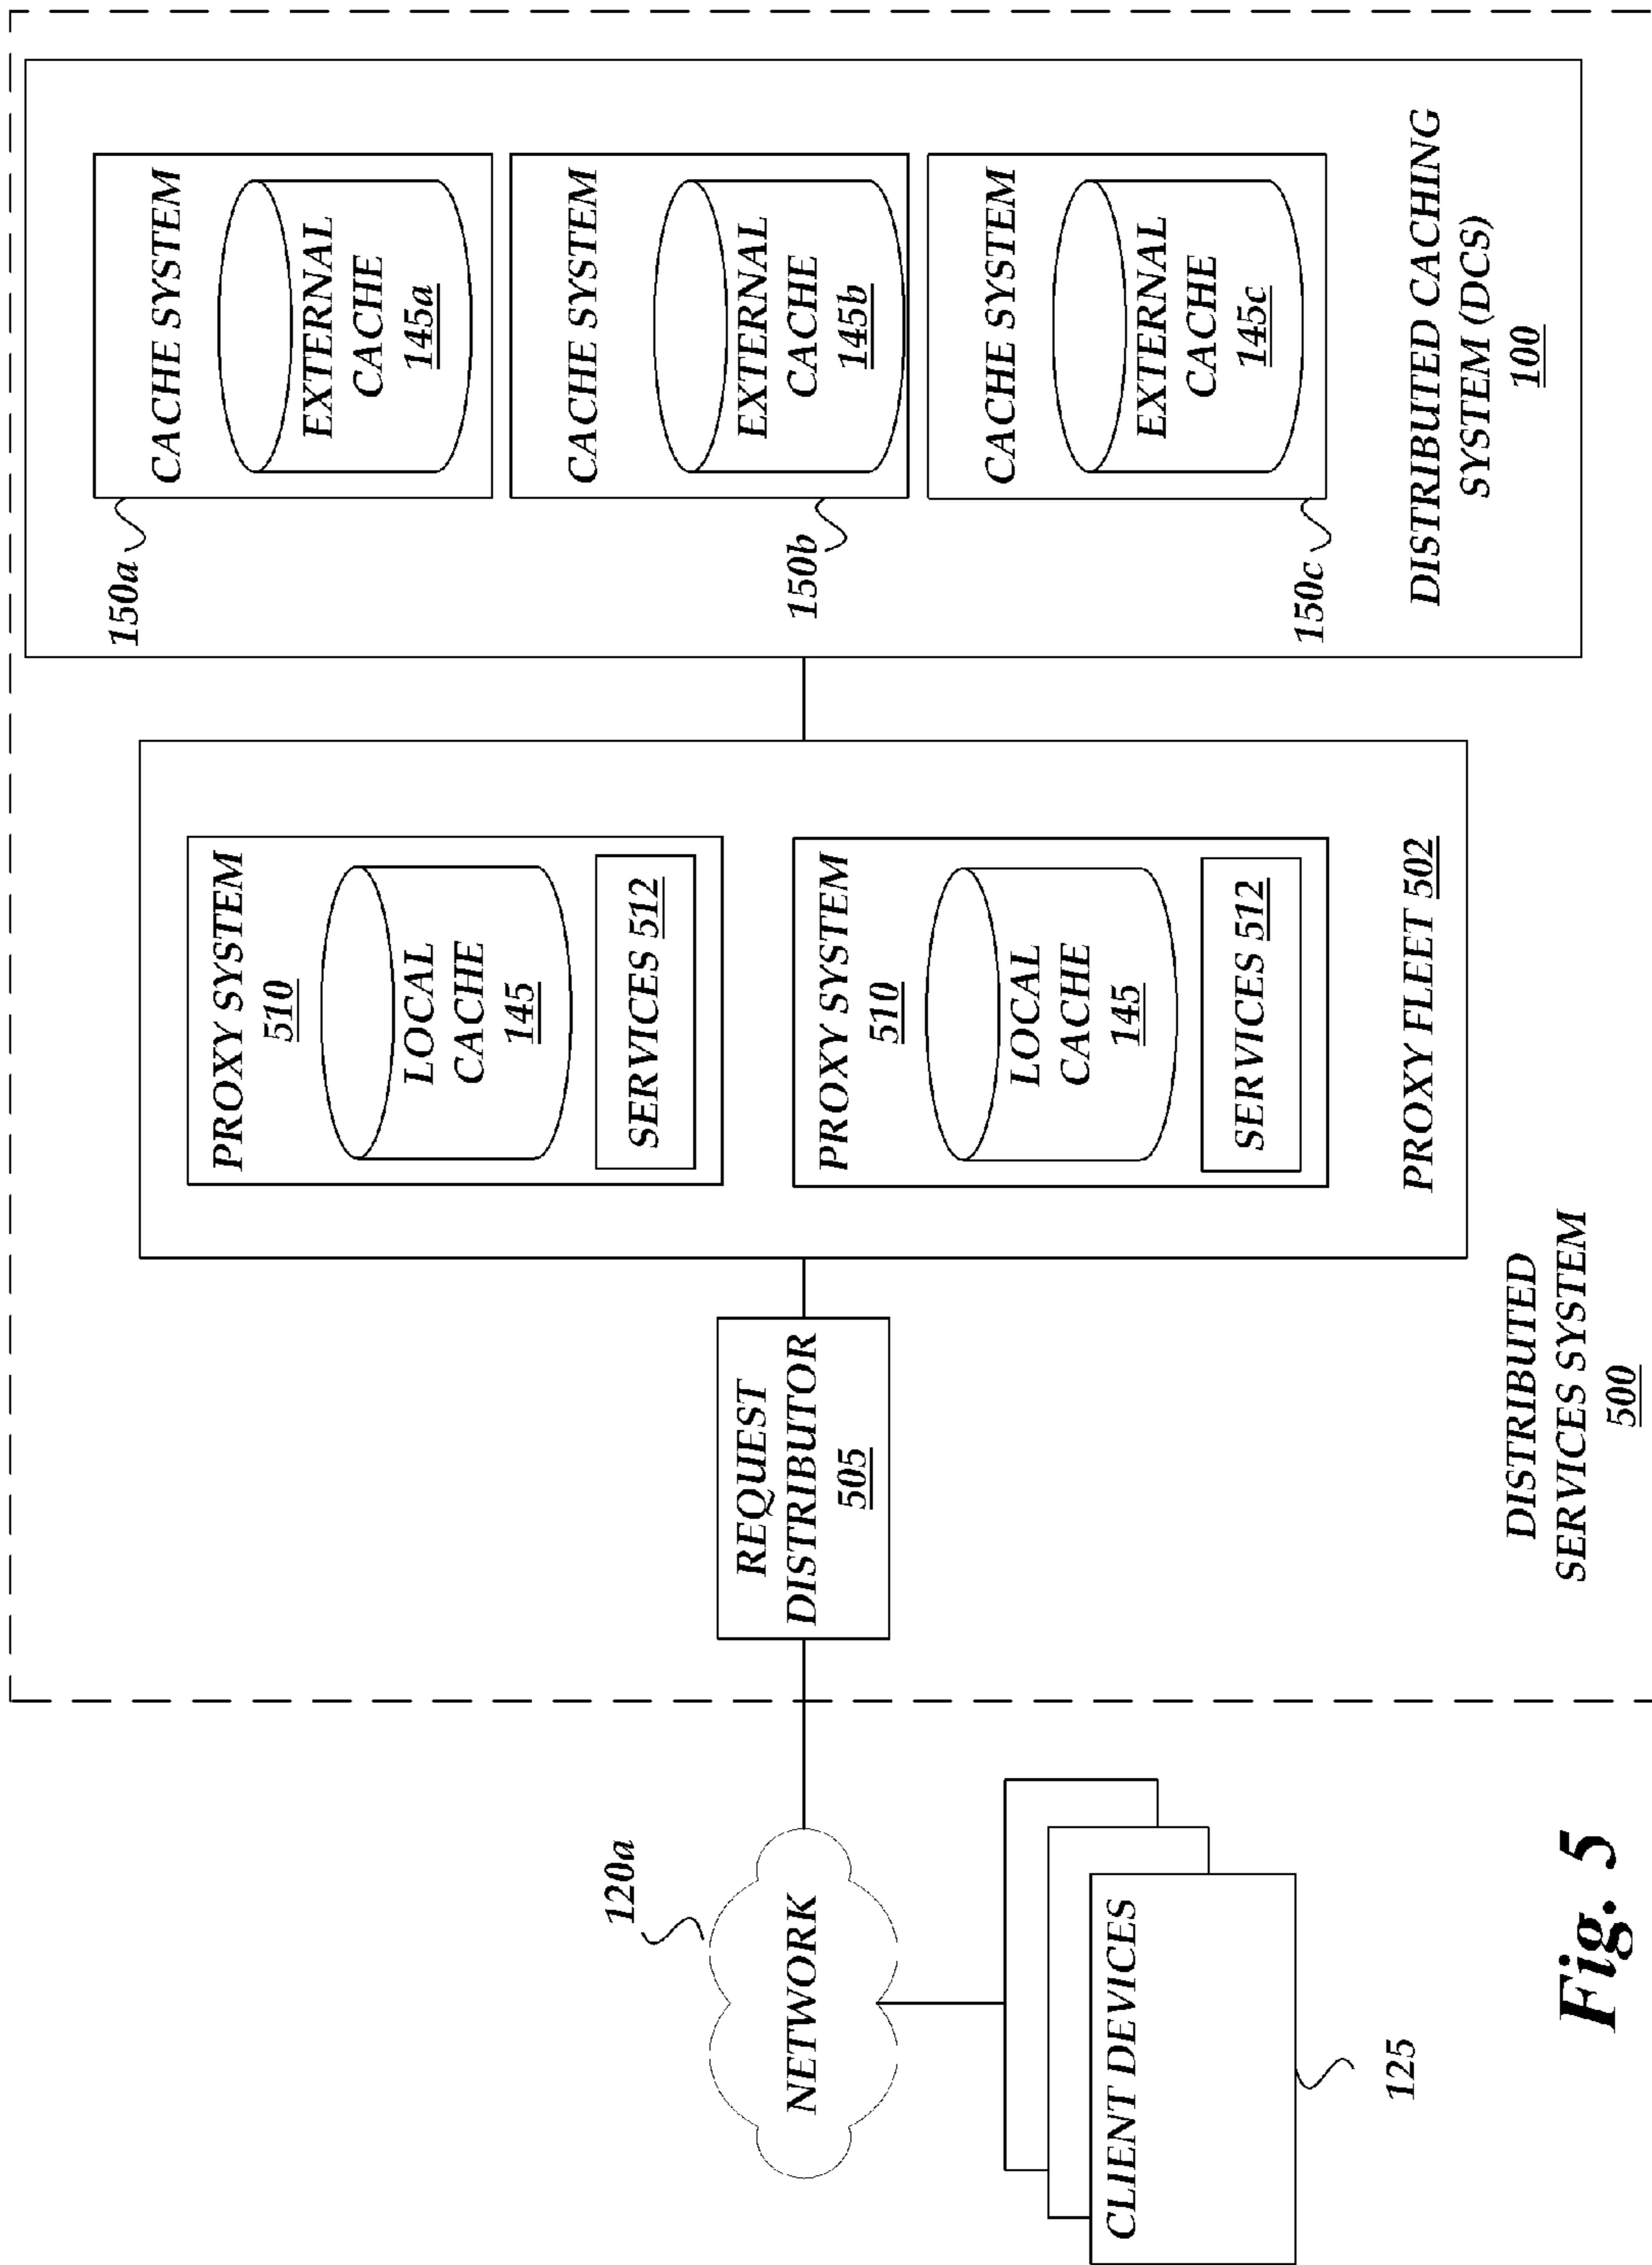 120a
NETWORK
CLIENT DEVICES
125
REQUEST
DISTRIBUTOR
505
PROXY SYSTEM
510
LOCAL
CACHE
145
SERVICES 512
PROXY SYSTEM
510
LOCAL
CACHE
145
SERVICES 512
PROXY FLEET 502
150a
CACHE SYSTEM
EXTERNAL
CACHE
145a
150b
CACHE SYSTEM
EXTERNAL
CACHE
145b
150c
CACHE SYSTEM
EXTERNAL
CACHE
145c
DISTRIBUTED CACHING
SYSTEM (DCS)
100
DISTRIBUTED
SERVICES SYSTEM
500
Fig. 5